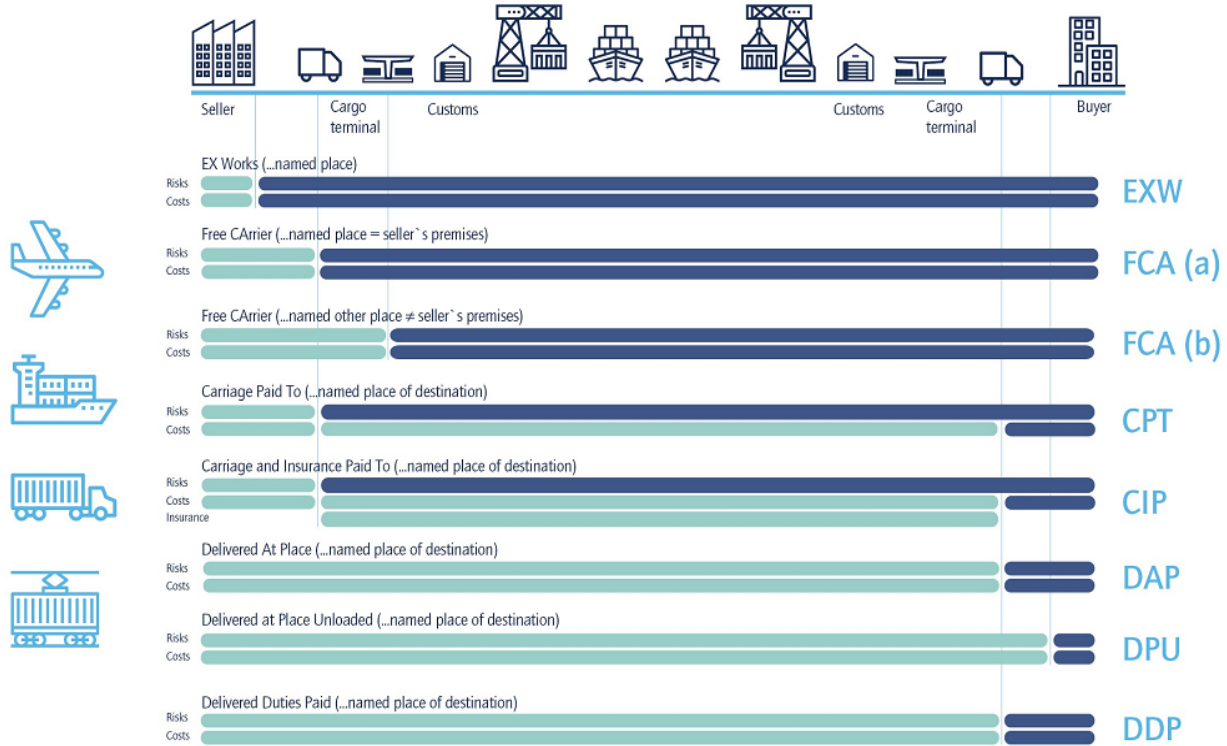 Seller
Cargo
terminal
Customs
Customs
Cargo
terminal
Buyer
EX Works (...named place)
Risks
Costs
EXW
Free CArrier (...named place = seller`s premises)
Risks
Costs
FCA (a)
Free CArrier (...named other place ≠ seller`s premises)
Risks
Costs
FCA (b)
Carriage Paid To (...named place of destination)
Risks
Costs
CPT
Carriage and Insurance Paid To (...named place of destination)
Risks
Costs
Insurance
CIP
Delivered At Place (...named place of destination)
Risks
Costs
DAP
Delivered at Place Unloaded (...named place of destination)
Risks
Costs
DPU
Delivered Duties Paid (...named place of destination)
Risks
Costs
DDP